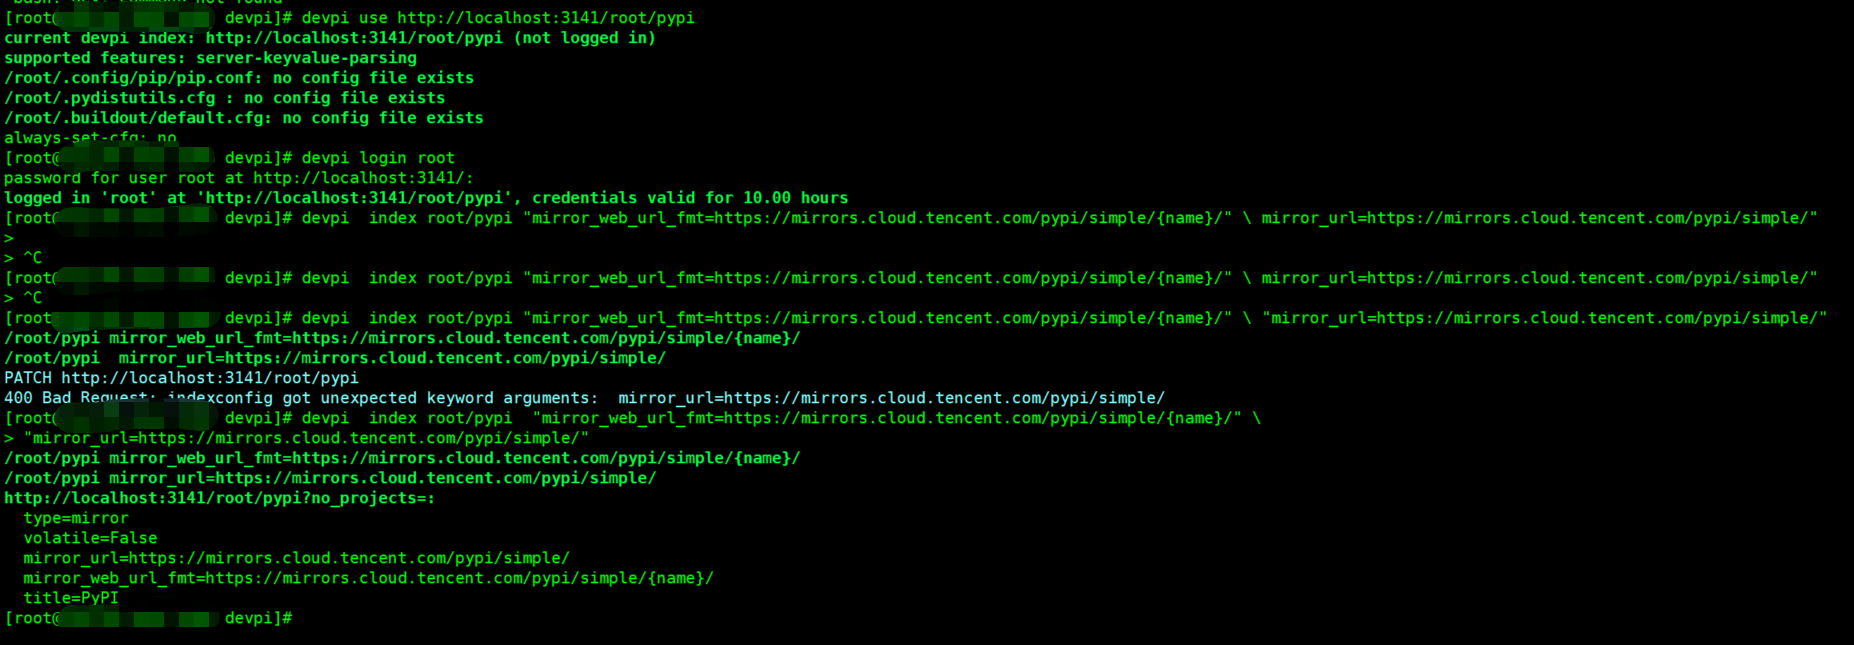 [root@ devpi]# devpi use http://localhost:3141/root/pypi
current devpi index: http://localhost:3141/root/pypi (not logged in)
supported features: server-keyvalue-parsing
/root/.config/pip/pip.conf: no config file exists
/root/.pydistutils.cfg : no config file exists
/root/.buildout/default.cfg: no config file exists
always-set-cfg: no
[root@ devpi]# devpi login root
password for user root at http://localhost:3141/:
logged in 'root' at 'http://localhost:3141/root/pypi', credentials valid for 10.00 hours
[root@ devpi]# devpi  index root/pypi "mirror_web_url_fmt=https://mirrors.cloud.tencent.com/pypi/simple/{name}/" \ mirror_url=https://mirrors.cloud.tencent.com/pypi/simple/"
>
> ^C
[root@ devpi]# devpi  index root/pypi "mirror_web_url_fmt=https://mirrors.cloud.tencent.com/pypi/simple/{name}/" \ mirror_url=https://mirrors.cloud.tencent.com/pypi/simple/"
> ^C
[root@ devpi]# devpi  index root/pypi "mirror_web_url_fmt=https://mirrors.cloud.tencent.com/pypi/simple/{name}/" \ "mirror_url=https://mirrors.cloud.tencent.com/pypi/simple/"
/root/pypi mirror_web_url_fmt=https://mirrors.cloud.tencent.com/pypi/simple/{name}/
/root/pypi  mirror_url=https://mirrors.cloud.tencent.com/pypi/simple/
PATCH http://localhost:3141/root/pypi
400 Bad Request: indexconfig got unexpected keyword arguments:  mirror_url=https://mirrors.cloud.tencent.com/pypi/simple/
[root@ devpi]# devpi  index root/pypi  "mirror_web_url_fmt=https://mirrors.cloud.tencent.com/pypi/simple/{name}/" \
> "mirror_url=https://mirrors.cloud.tencent.com/pypi/simple/"
/root/pypi mirror_web_url_fmt=https://mirrors.cloud.tencent.com/pypi/simple/{name}/
/root/pypi mirror_url=https://mirrors.cloud.tencent.com/pypi/simple/
http://localhost:3141/root/pypi?no_projects=:
  type=mirror
  volatile=False
  mirror_url=https://mirrors.cloud.tencent.com/pypi/simple/
  mirror_web_url_fmt=https://mirrors.cloud.tencent.com/pypi/simple/{name}/
  title=PyPI
[root@ devpi]#